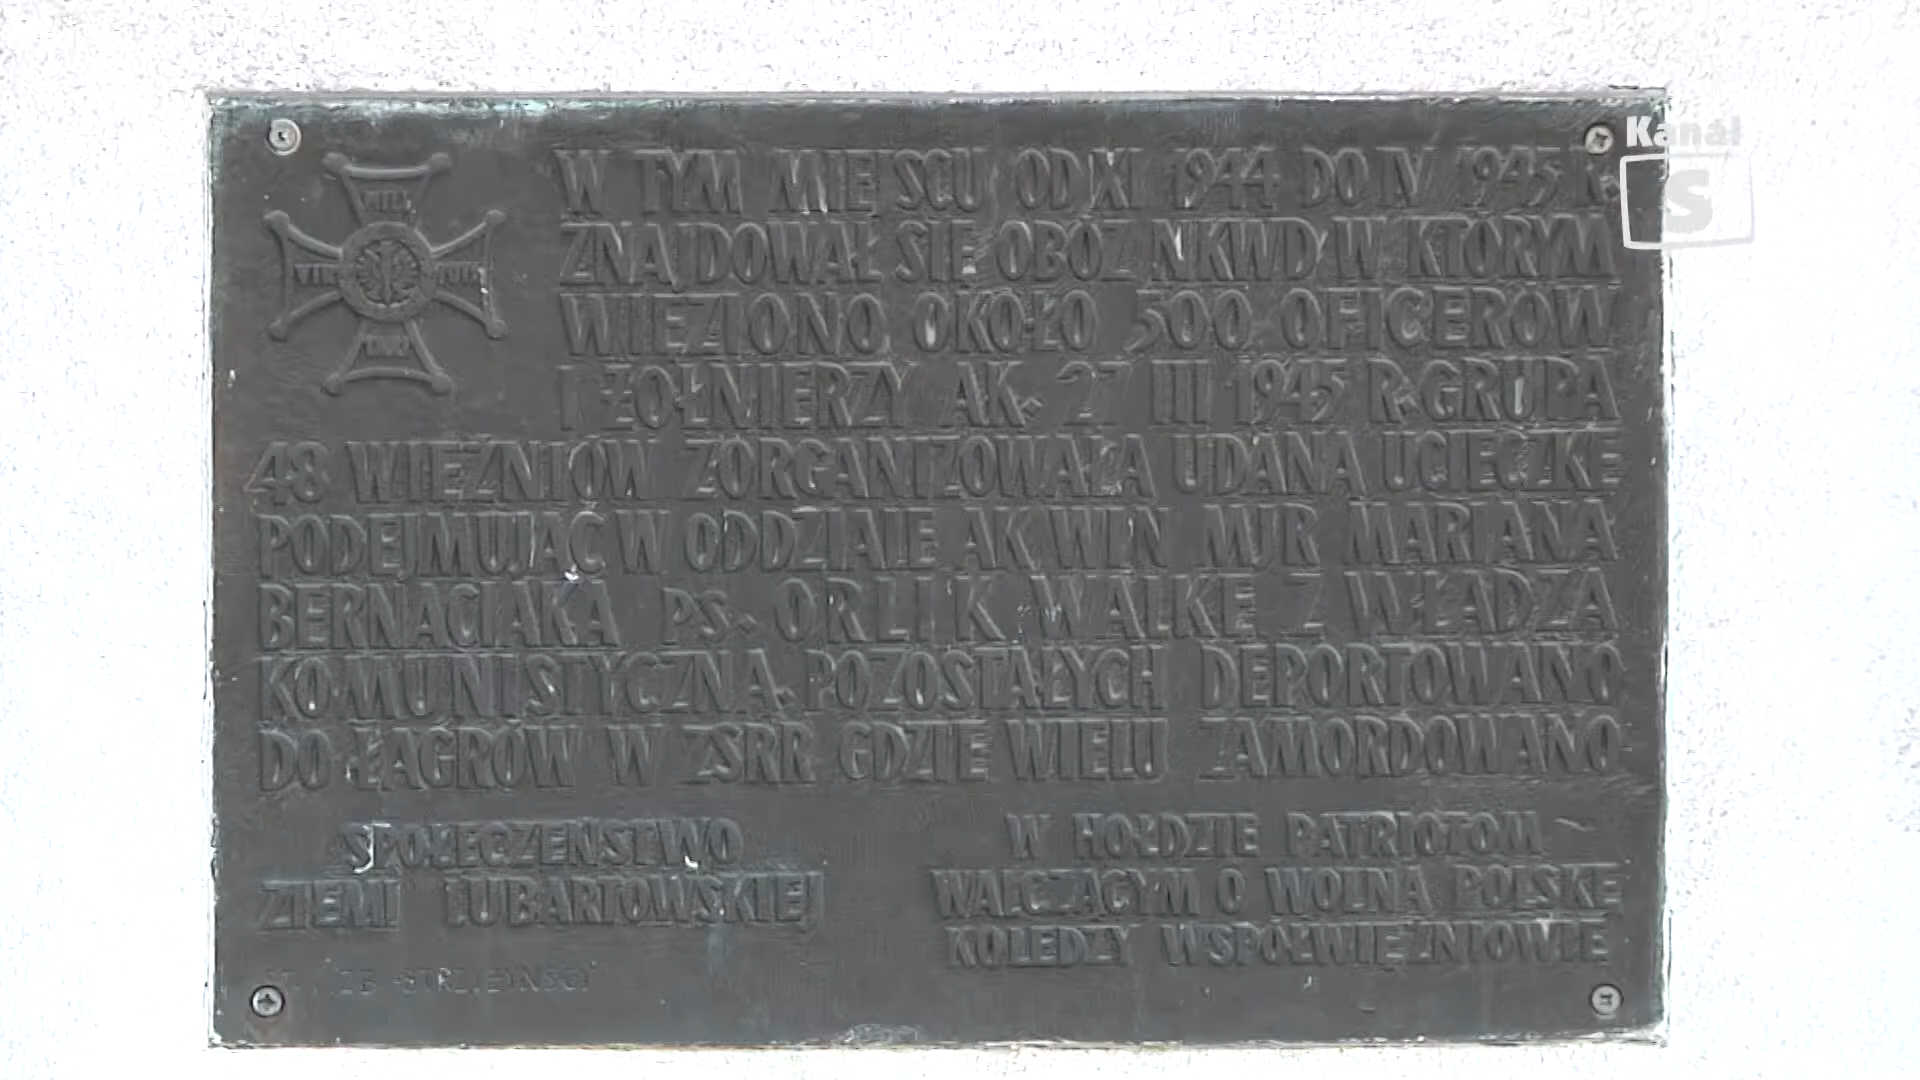 W TYM MIEJSCU OD XI 1944 DO IV 1945 R.
ZNAJDOWAŁ SIĘ OBÓZ NKWD W KTÓRYM
WIĘZIONO OKOŁO 500 OFICERÓW
I ŻOŁNIERZY AK. 27 III 1945 R. GRUPA
48 WIĘŹNIÓW ZORGANIZOWAŁA UDANĄ UCIECZKĘ
PODEJMUJĄC W ODDZIALE AK WIN MJR MARIANA
BERNACIAKA PS. ORLIK WALKĘ Z WŁADZĄ
KOMUNISTYCZNĄ. POZOSTAŁYCH DEPORTOWANO
DO ŁAGRÓW W ZSRR GDZIE WIELU ZAMORDOWANO
SPOŁECZEŃSTWO
ZIEMI LUBARTOWSKIEJ
W HOŁDZIE PATRIOTOM
WALCZĄCYM O WOLNĄ POLSKĘ
KOLEDZY WSPÓŁWIĘŹNIOWIE
VIRTUTI
Kanał
S